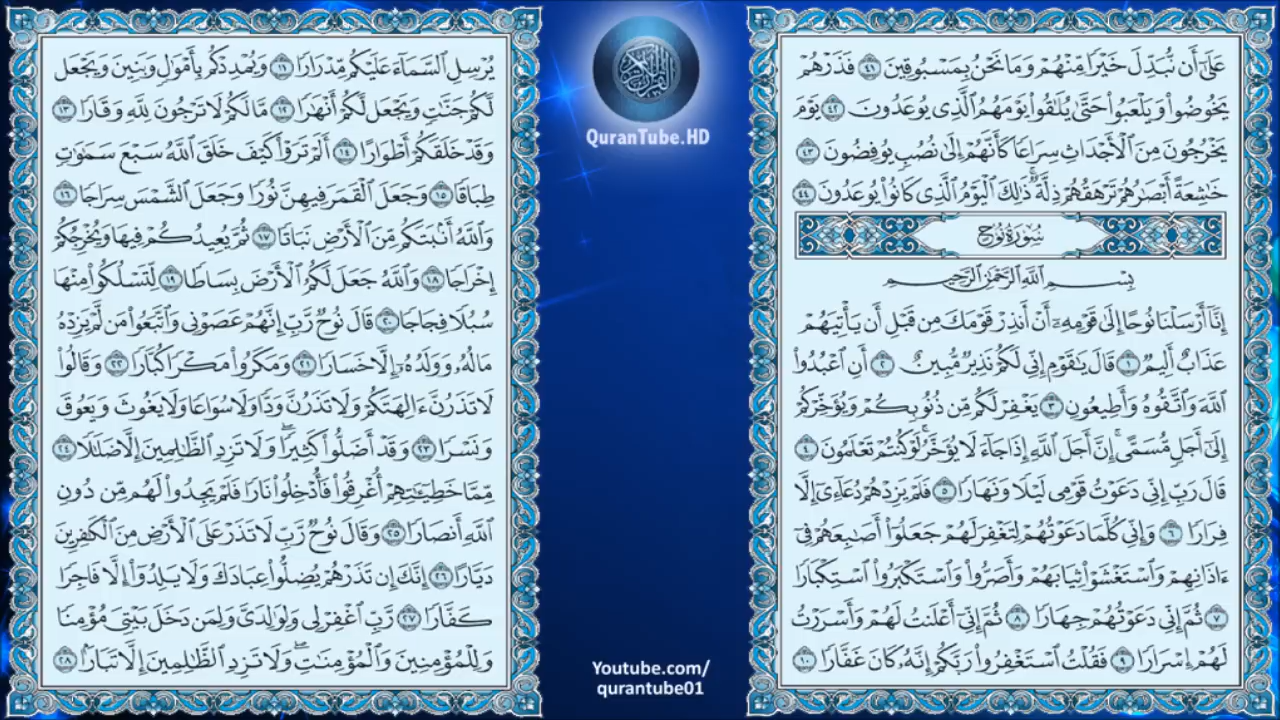 عَلَىٰٓ أَن نُّبَدِّلَ خَيْرًا مِّنْهُمْ وَمَا نَحْنُ بِمَسْبُوقِينَ ٤١ فَذَرْهُمْ
يَخُوضُوا۟ وَيَلْعَبُوا۟ حَتَّىٰ يُلَـٰقُوا۟ يَوْمَهُمُ ٱلَّذِى يُوعَدُونَ ٤٢ يَوْمَ
يَخْرُجُونَ مِنَ ٱلْأَجْدَاثِ سِرَاعًا كَأَنَّهُمْ إِلَىٰ نُصُبٍ يُوفِضُونَ ٤٣
خَـٰشِعَةً أَبْصَـٰرُهُمْ تَرْهَقُهُمْ ذِلَّةٌ ۚ ذَٰلِكَ ٱلْيَوْمُ ٱلَّذِى كَانُوا۟ يُوعَدُونَ ٤٤
سُورَةُ نُوحٍ
بِسْمِ ٱللَّهِ ٱلرَّحْمَـٰنِ ٱلرَّحِيمِ
إِنَّآ أَرْسَلْنَا نُوحًا إِلَىٰ قَوْمِهِۦٓ أَنْ أَنذِرْ قَوْمَكَ مِن قَبْلِ أَن يَأْتِيَهُمْ
عَذَابٌ أَلِيمٌ ١ قَالَ يَـٰقَوْمِ إِنِّى لَكُمْ نَذِيرٌ مُّبِينٌ ٢ أَنِ ٱعْبُدُوا۟
ٱللَّهَ وَٱتَّقُوهُ وَأَطِيعُونِ ٣ يَغْفِرْ لَكُم مِّن ذُنُوبِكُمْ وَيُؤَخِّرْكُمْ
إِلَىٰٓ أَجَلٍ مُّسَمًّى ۚ إِنَّ أَجَلَ ٱللَّهِ إِذَا جَآءَ لَا يُؤَخَّرُ ۖ لَوْ كُنتُمْ تَعْلَمُونَ ٤
قَالَ رَبِّ إِنِّى دَعَوْتُ قَوْمِى لَيْلًا وَنَهَارًا ٥ فَلَمْ يَزِدْهُمْ دُعَآءِىٓ إِلَّا
فِرَارًا ٦ وَإِنِّى كُلَّمَا دَعَوْتُهُمْ لِتَغْفِرَ لَهُمْ جَعَلُوٓا۟ أَصَـٰبِعَهُمْ فِىٓ
ءَاذَانِهِمْ وَٱسْتَغْشَوْا۟ ثِيَابَهُمْ وَأَصَرُّوا۟ وَٱسْتَكْبَرُوا۟ ٱسْتِكْبَارًا
٧ ثُمَّ إِنِّى دَعَوْتُهُمْ جِهَارًا ٨ ثُمَّ إِنِّىٓ أَعْلَنتُ لَهُمْ وَأَسْرَرْتُ
لَهُمْ إِسْرَارًا ٩ فَقُلْتُ ٱسْتَغْفِرُوا۟ رَبَّكُمْ إِنَّهُۥ كَانَ غَفَّارًا ١٠
يُرْسِلِ ٱلسَّمَآءَ عَلَيْكُم مِّدْرَارًا ١١ وَيُمْدِدْكُم بِأَمْوَٰلٍ وَبَنِينَ وَيَجْعَل
لَّكُمْ جَنَّـٰتٍ وَيَجْعَل لَّكُمْ أَنْهَـٰرًا ١٢ مَّا لَكُمْ لَا تَرْجُونَ لِلَّهِ وَقَارًا ١٣
وَقَدْ خَلَقَكُمْ أَطْوَارًا ١٤ أَلَمْ تَرَوْا۟ كَيْفَ خَلَقَ ٱللَّهُ سَبْعَ سَمَـٰوَٰتٍ
طِبَاقًا ١٥ وَجَعَلَ ٱلْقَمَرَ فِيهِنَّ نُورًا وَجَعَلَ ٱلشَّمْسَ سِرَاجًا ١٦
وَٱللَّهُ أَنۢبَتَكُم مِّنَ ٱلْأَرْضِ نَبَاتًا ١٧ ثُمَّ يُعِيدُكُمْ فِيهَا وَيُخْرِجُكُمْ
إِخْرَاجًا ١٨ وَٱللَّهُ جَعَلَ لَكُمُ ٱلْأَرْضَ بِسَاطًا ١٩ لِّتَسْلُكُوا۟ مِنْهَا
سُبُلًا فِجَاجًا ٢٠ قَالَ نُوحٌ رَّبِّ إِنَّهُمْ عَصَوْنِى وَٱتَّبَعُوا۟ مَن لَّمْ يَزِدْهُ
مَالُهُۥ وَوَلَدُهُۥٓ إِلَّا خَسَارًا ٢١ وَمَكَرُوا۟ مَكْرًا كُبَّارًا ٢٢ وَقَالُوا۟
لَا تَذَرُنَّ ءَالِهَتَكُمْ وَلَا تَذَرُنَّ وَدًّا وَلَا سُوَاعًا وَلَا يَغُوثَ وَيَعُوقَ
وَنَسْرًا ٢٣ وَقَدْ أَضَلُّوا۟ كَثِيرًا ۖ وَلَا تَزِدِ ٱلظَّـٰلِمِينَ إِلَّا ضَلَـٰلًا ٢٤
مِّمَّا خَطِيٓـَٔـٰتِهِمْ أُغْرِقُوا۟ فَأُدْخِلُوا۟ نَارًا فَلَمْ يَجِدُوا۟ لَهُم مِّن دُونِ
ٱللَّهِ أَنصَارًا ٢٥ وَقَالَ نُوحٌ رَّبِّ لَا تَذَرْ عَلَى ٱلْأَرْضِ مِنَ ٱلْكَـٰفِرِينَ
دَيَّارًا ٢٦ إِنَّكَ إِن تَذَرْهُمْ يُضِلُّوا۟ عِبَادَكَ وَلَا يَلِدُوٓا۟ إِلَّا فَاجِرًا
كَفَّارًا ٢٧ رَّبِّ ٱغْفِرْ لِى وَلِوَٰلِدَىَّ وَلِمَن دَخَلَ بَيْتِىَ مُؤْمِنًا
وَلِلْمُؤْمِنِينَ وَٱلْمُؤْمِنَـٰتِ ۖ وَلَا تَزِدِ ٱلظَّـٰلِمِينَ إِلَّا تَبَارًۢا ٢٨
QuranTube.HD
Youtube.com/
qurantube01